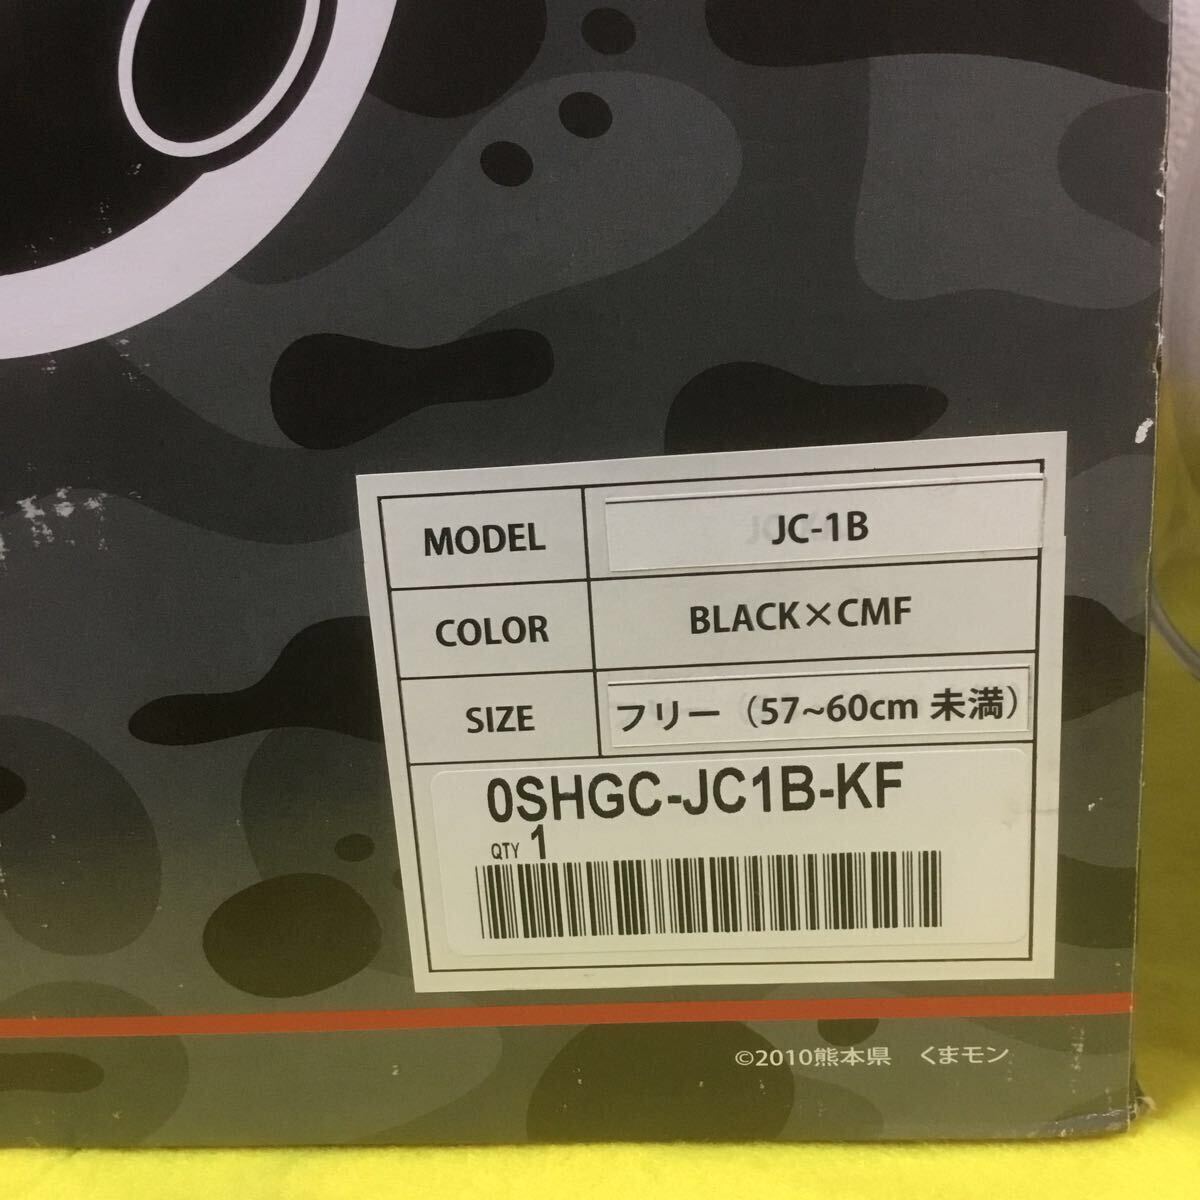 MODEL JC-1B
COLOR BLACK×CMF
SIZE フリー（57~60cm 未満）
0SHGC-JC1B-KF
QTY 1
©2010熊本県　くまモン